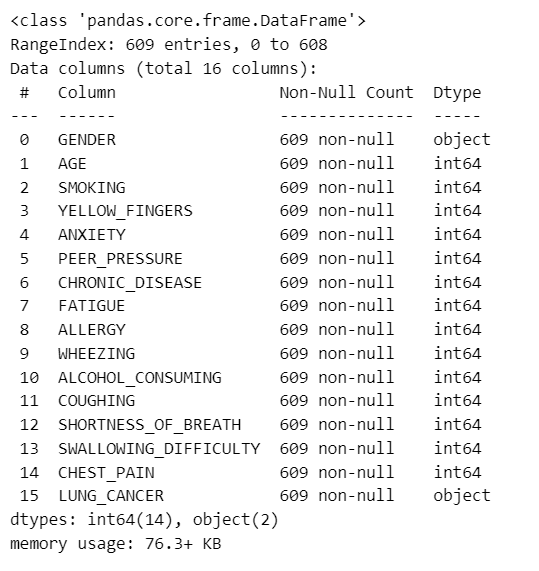 <class 'pandas.core.frame.DataFrame'>
RangeIndex: 609 entries, 0 to 608
Data columns (total 16 columns):
 #   Column                 Non-Null Count  Dtype
---  ------                 --------------  -----
 0   GENDER                 609 non-null    object
 1   AGE                    609 non-null    int64
 2   SMOKING                609 non-null    int64
 3   YELLOW_FINGERS         609 non-null    int64
 4   ANXIETY                609 non-null    int64
 5   PEER_PRESSURE          609 non-null    int64
 6   CHRONIC_DISEASE        609 non-null    int64
 7   FATIGUE                609 non-null    int64
 8   ALLERGY                609 non-null    int64
 9   WHEEZING               609 non-null    int64
 10  ALCOHOL_CONSUMING      609 non-null    int64
 11  COUGHING               609 non-null    int64
 12  SHORTNESS_OF_BREATH    609 non-null    int64
 13  SWALLOWING_DIFFICULTY  609 non-null    int64
 14  CHEST_PAIN             609 non-null    int64
 15  LUNG_CANCER            609 non-null    object
dtypes: int64(14), object(2)
memory usage: 76.3+ KB